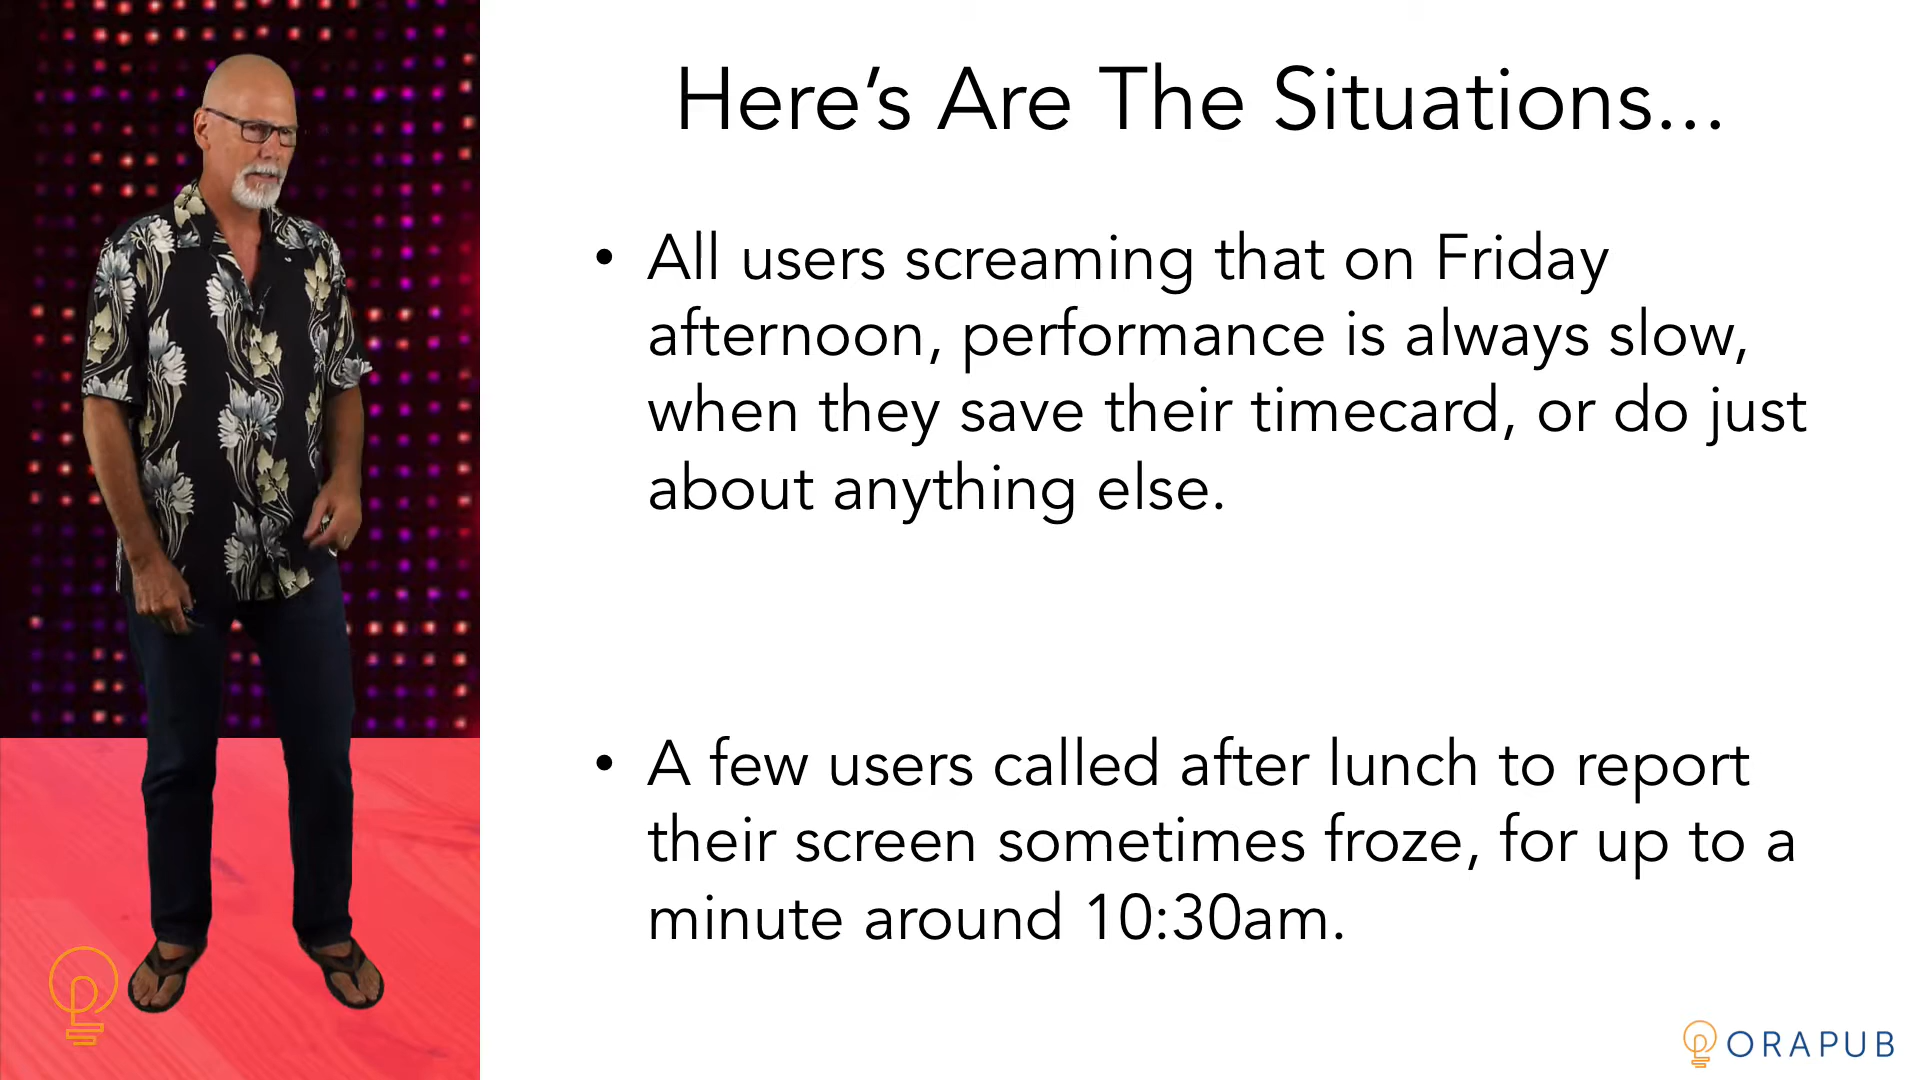 Here’s Are The Situations...
• All users screaming that on Friday
afternoon, performance is always slow,
when they save their timecard, or do just
about anything else.
• A few users called after lunch to report
their screen sometimes froze, for up to a
minute around 10:30am.
ORAPUB